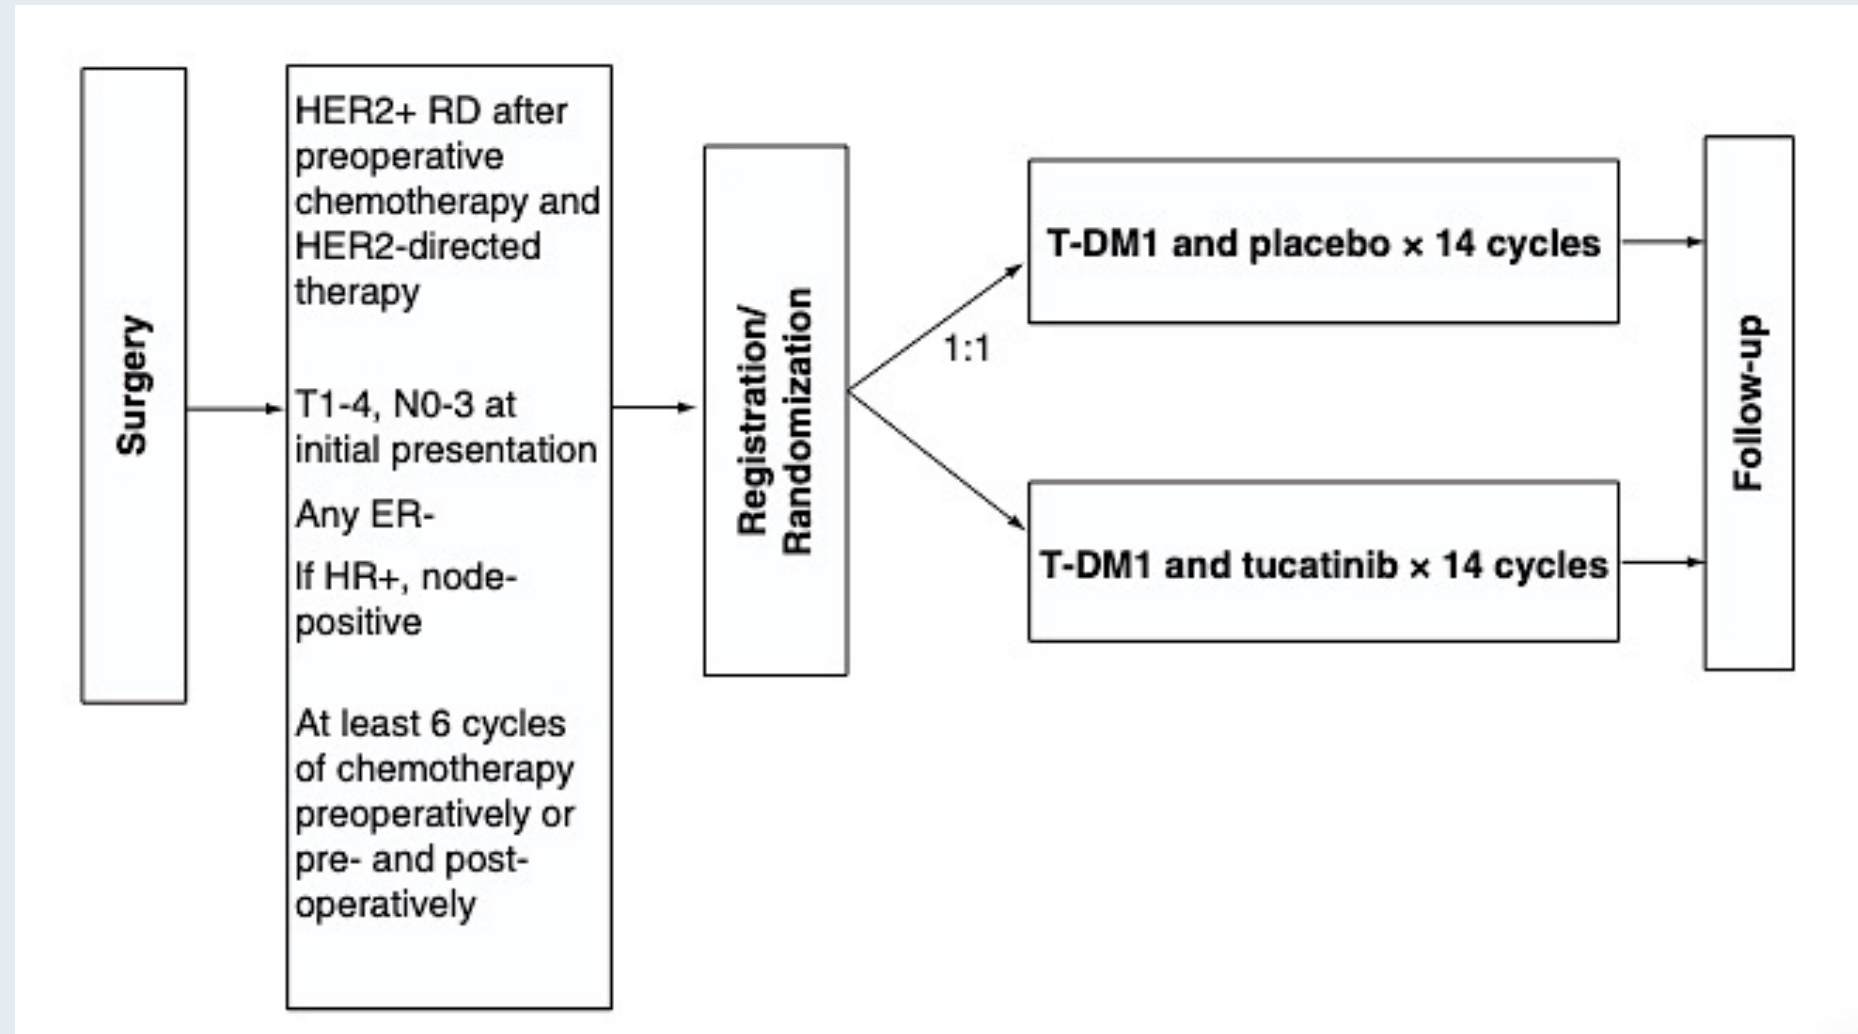 Surgery
HER2+ RD after
preoperative
chemotherapy and
HER2-directed
therapy
T1-4, N0-3 at
initial presentation
Any ER-
If HR+, node-
positive
At least 6 cycles
of chemotherapy
preoperatively or
pre- and post-
operatively
Registration/
Randomization
1:1
T-DM1 and placebo × 14 cycles
T-DM1 and tucatinib × 14 cycles
Follow-up